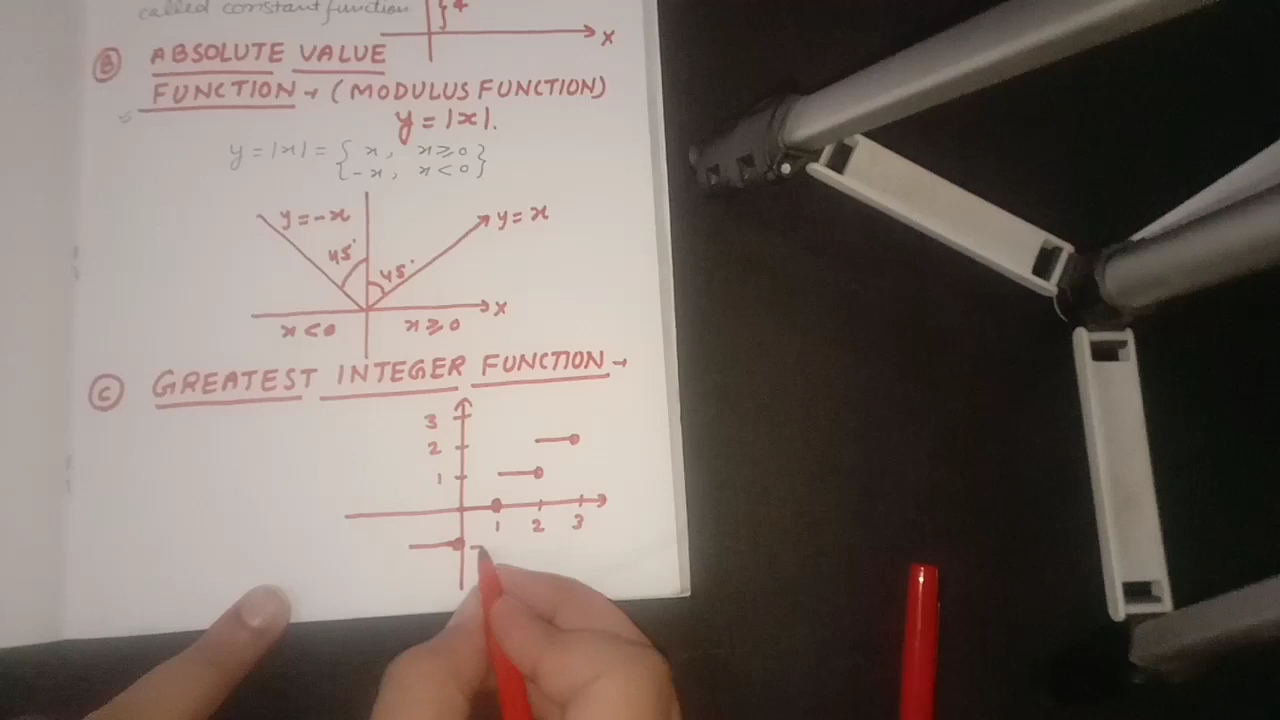 called constant function
4
x
B ABSOLUTE VALUE
FUNCTION → (MODULUS FUNCTION)
y = |x|.
y = |x| = { x, x ≥ 0 }
{ -x, x < 0 }
y = -x
y = x
45°
45°
x
x < 0
x ≥ 0
C GREATEST INTEGER FUNCTION →
3
2
1
1 2 3